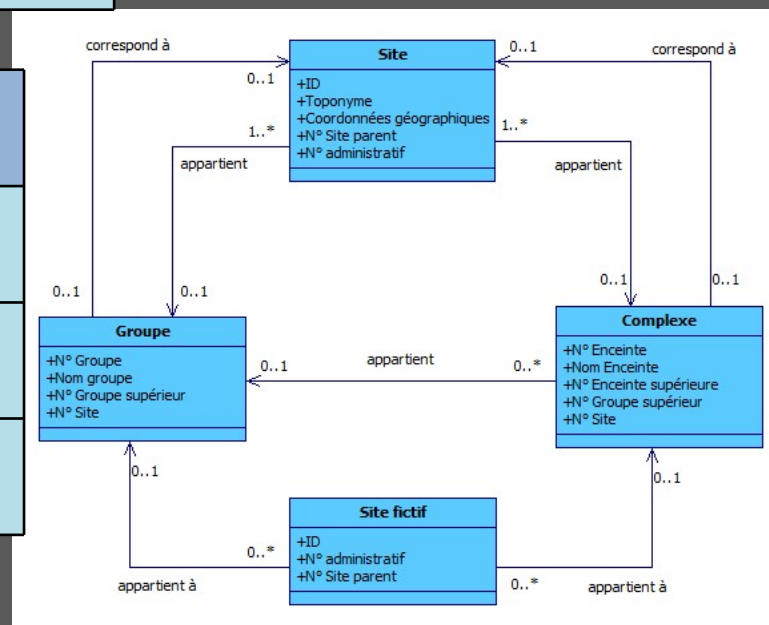 correspond à
Site
0..1
correspond à
0..1
+ID
+Toponyme
+Coordonnées géographiques
+N° Site parent
+N° administratif
1..*
1..*
appartient
appartient
0..1
0..1
0..1
0..1
Groupe
+N° Groupe
+Nom groupe
+N° Groupe supérieur
+N° Site
0..1
appartient
0..*
Complexe
+N° Enceinte
+Nom Enceinte
+N° Enceinte supérieure
+N° Groupe supérieur
+N° Site
0..1
0..1
Site fictif
+ID
+N° administratif
+N° Site parent
0..*
0..*
appartient à
appartient à